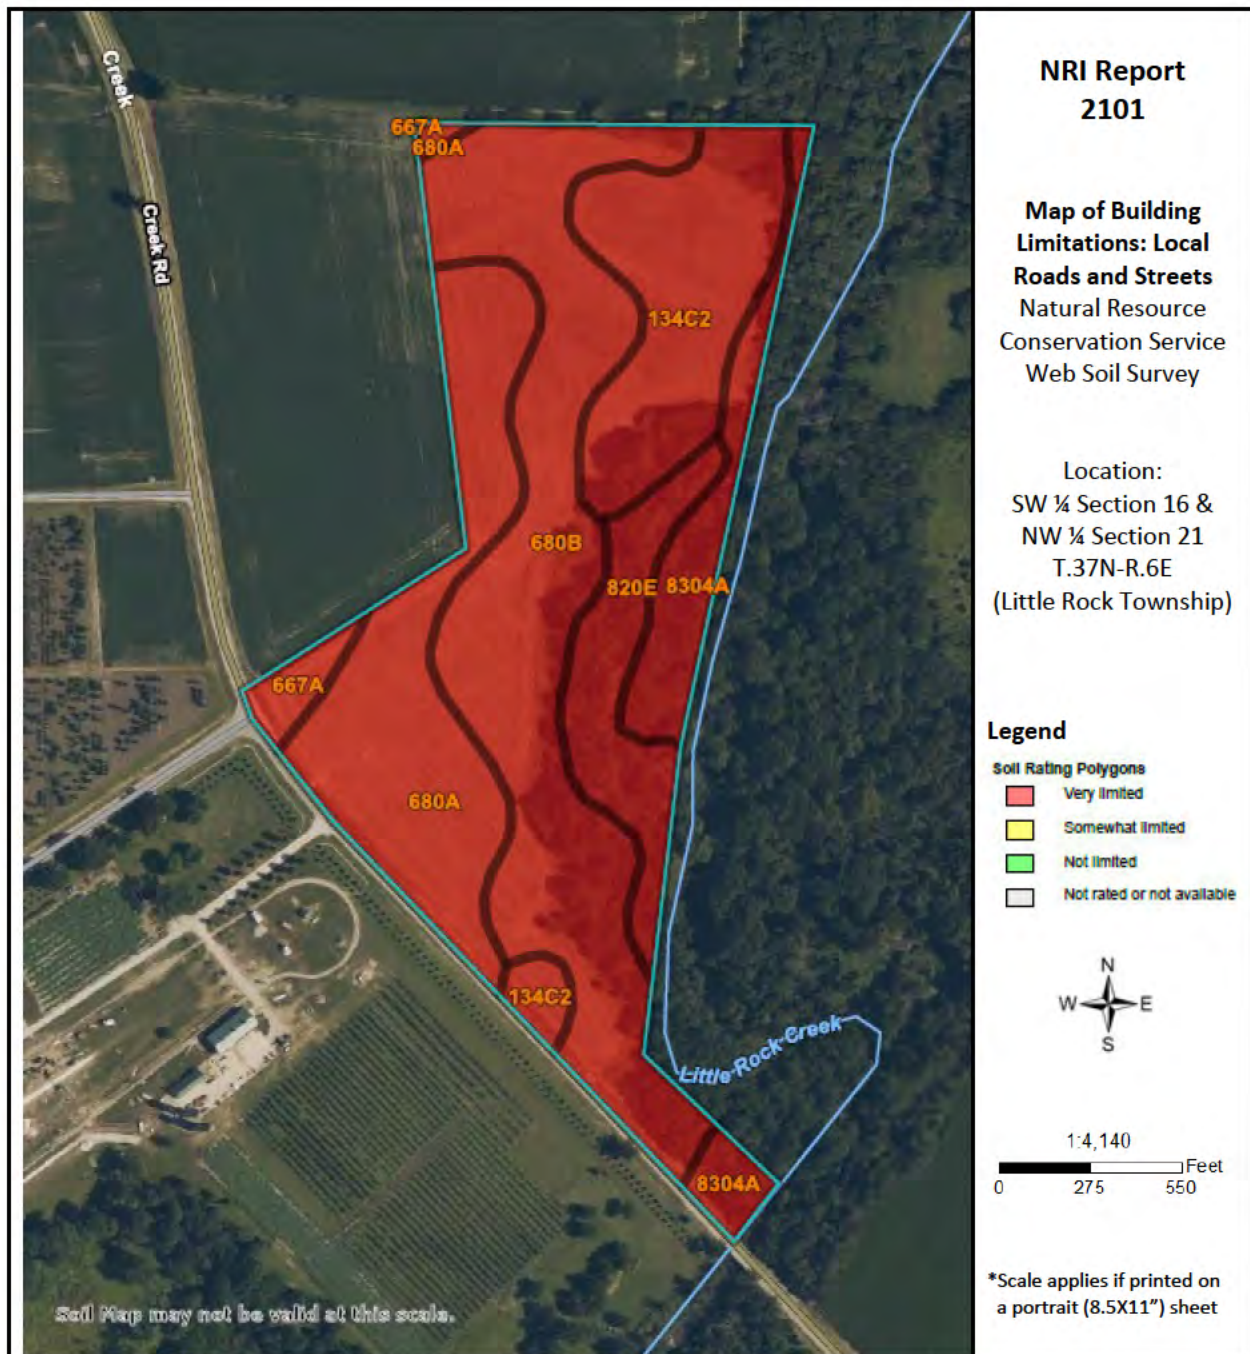 NRI Report
2101
Map of Building
Limitations: Local
Roads and Streets
Natural Resource
Conservation Service
Web Soil Survey
Location:
SW ¼ Section 16 &
NW ¼ Section 21
T.37N-R.6E
(Little Rock Township)
Legend
Soil Rating Polygons
Very limited
Somewhat limited
Not limited
Not rated or not available
N
W E
S
1:4,140
Feet
0 275 550
*Scale applies if printed on
a portrait (8.5X11") sheet
Creek
Creek Rd
667A
680A
134C2
680B
820E
8304A
667A
680A
134C2
Little Rock Creek
8304A
Soil Map may not be valid at this scale.